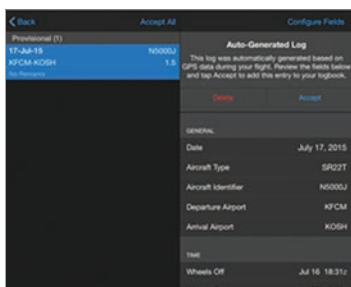 Back Accept All Configure Fields
Provisional (1)
17-Jul-15 N5000J
KFCM-KOSH 1.5
No Remarks
Auto-Generated Log
This log was automatically generated based on
GPS data during your flight. Review the fields below
and tap Accept to add this entry to your logbook.
Delete Accept
GENERAL
Date July 17, 2015
Aircraft Type SR22T
Aircraft Identifier N5000J
Departure Airport KFCM
Arrival Airport KOSH
TIME
Wheels Off Jul 16 18:31z